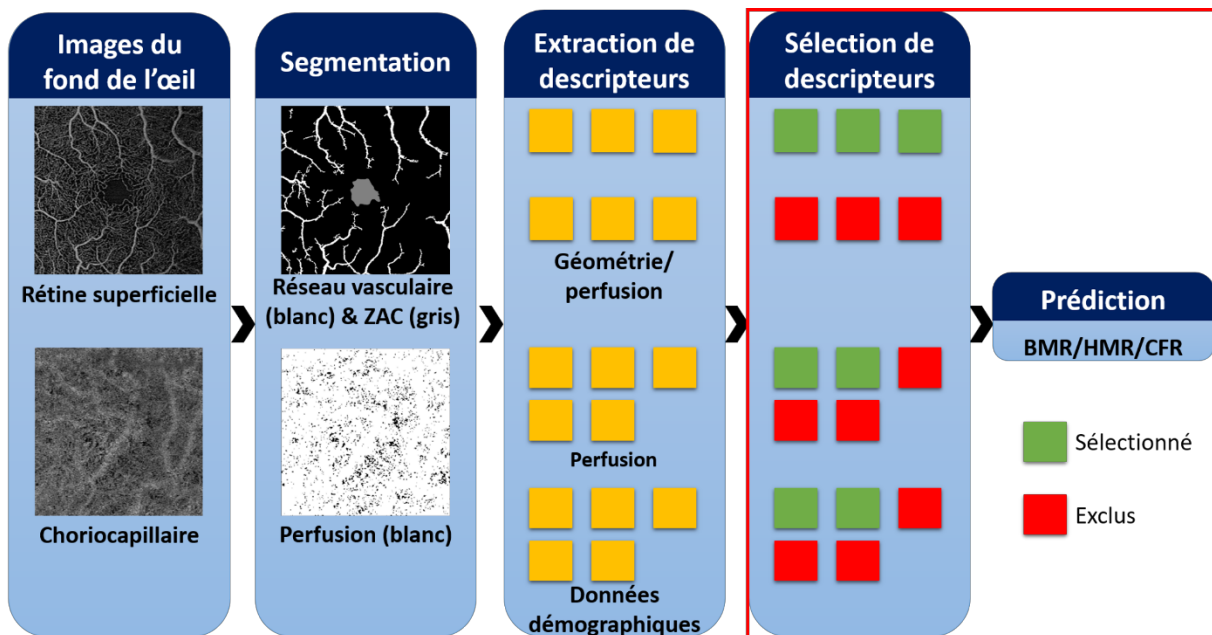 Images du
fond de l'œil
Rétine superficielle
Choriocapillaire
Segmentation
Réseau vasculaire
(blanc) & ZAC (gris)
Perfusion (blanc)
Extraction de
descripteurs
Géométrie/
perfusion
Perfusion
Données
démographiques
Sélection de
descripteurs
Prédiction
BMR/HMR/CFR
Sélectionné
Exclus